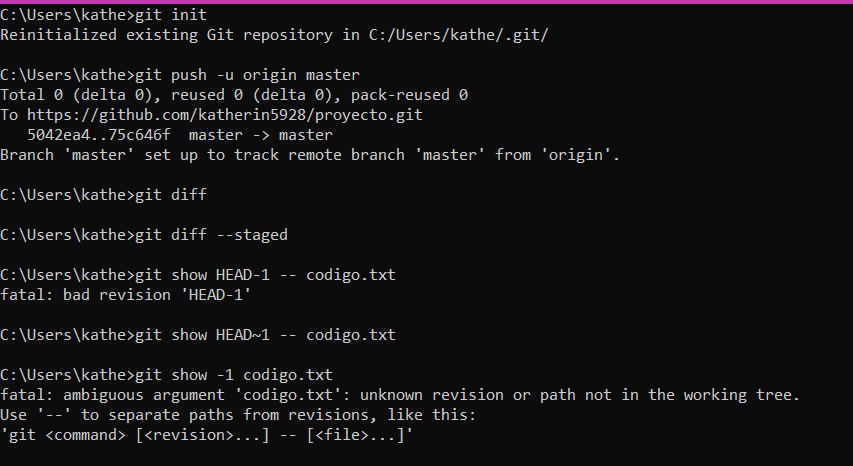 C:\Users\kathe>git init
Reinitialized existing Git repository in C:/Users/kathe/.git/
C:\Users\kathe>git push -u origin master
Total 0 (delta 0), reused 0 (delta 0), pack-reused 0
To https://github.com/katherin5928/proyecto.git
   5042ea4..75c646f  master -> master
Branch 'master' set up to track remote branch 'master' from 'origin'.
C:\Users\kathe>git diff
C:\Users\kathe>git diff --staged
C:\Users\kathe>git show HEAD-1 -- codigo.txt
fatal: bad revision 'HEAD-1'
C:\Users\kathe>git show HEAD~1 -- codigo.txt
C:\Users\kathe>git show -1 codigo.txt
fatal: ambiguous argument 'codigo.txt': unknown revision or path not in the working tree.
Use '--' to separate paths from revisions, like this:
'git <command> [<revision>...] -- [<file>...]'